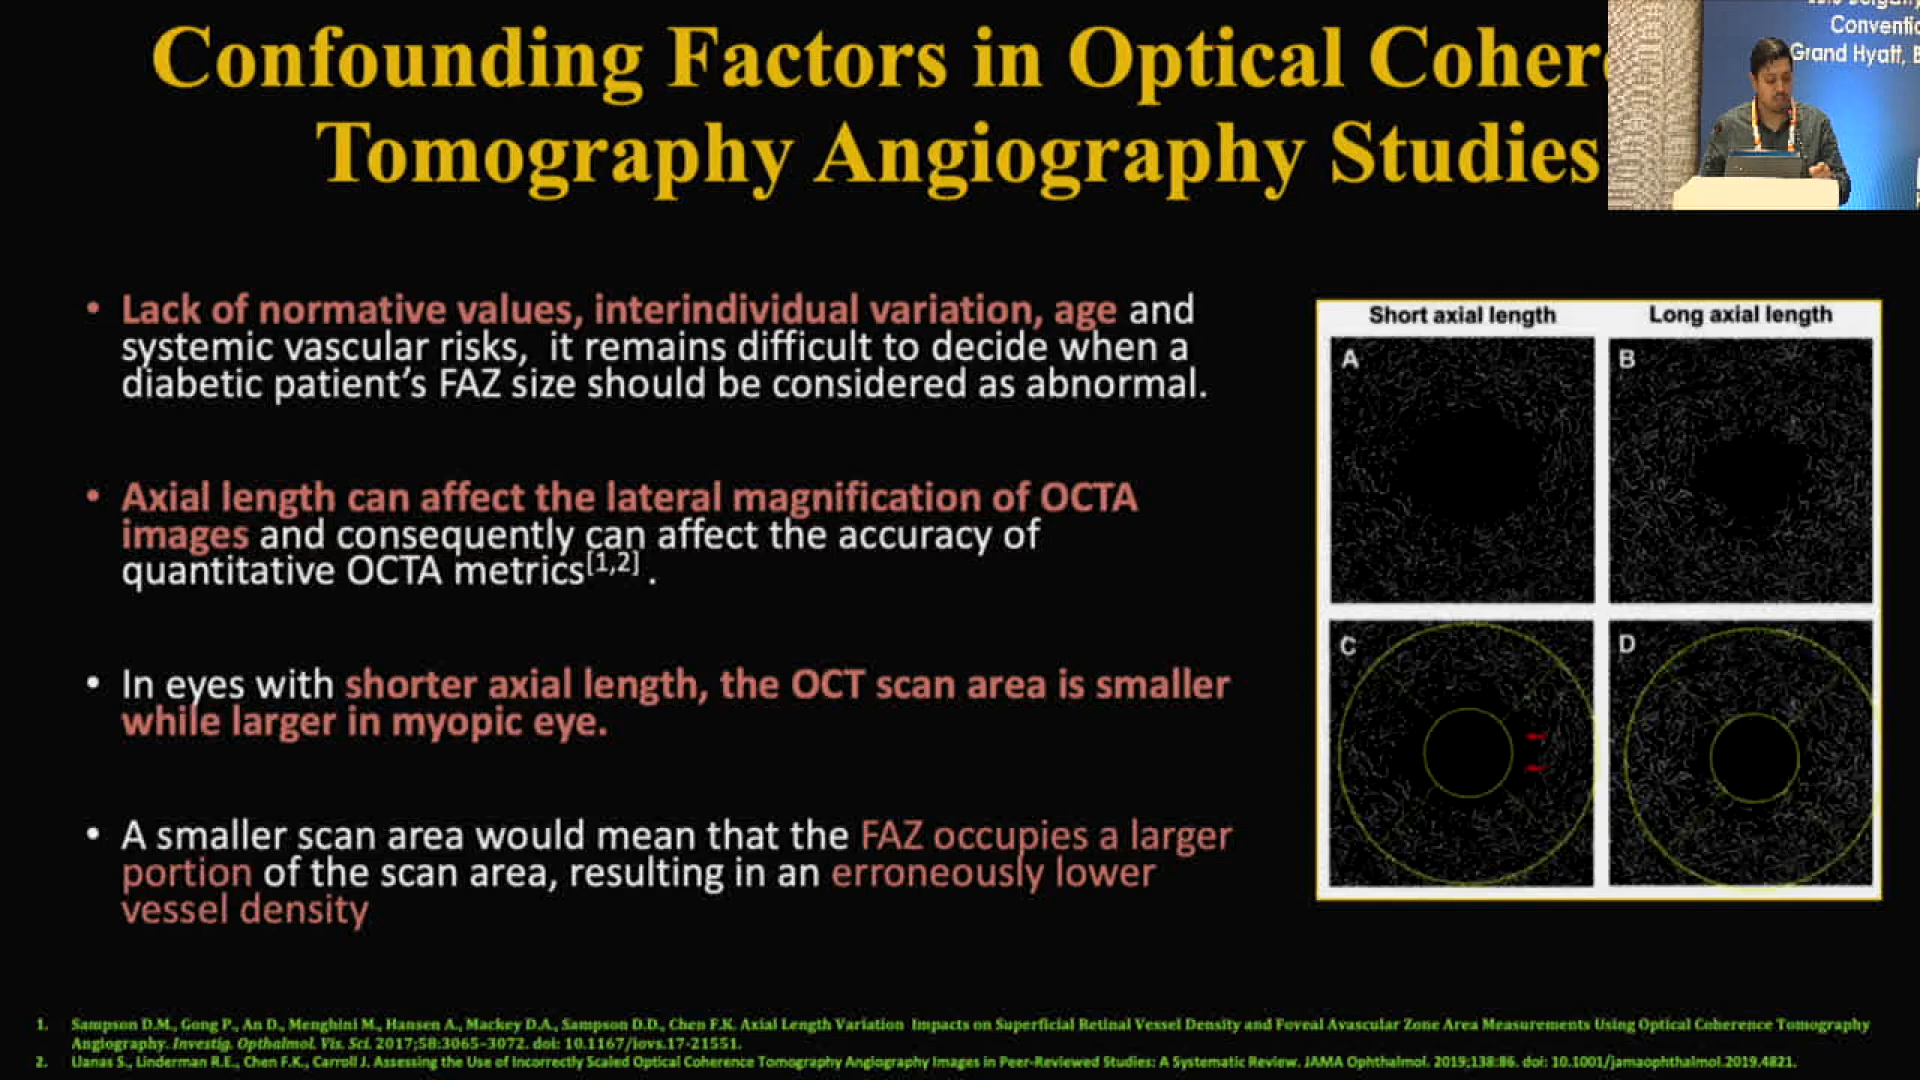 Confounding Factors in Optical Coher
Tomography Angiography Studies
Conventio
Grand Hyatt, B
• Lack of normative values, interindividual variation, age and
systemic vascular risks, it remains difficult to decide when a
diabetic patient's FAZ size should be considered as abnormal.
• Axial length can affect the lateral magnification of OCTA
images and consequently can affect the accuracy of
quantitative OCTA metrics[1,2] .
• In eyes with shorter axial length, the OCT scan area is smaller
while larger in myopic eye.
• A smaller scan area would mean that the FAZ occupies a larger
portion of the scan area, resulting in an erroneously lower
vessel density
Short axial length
Long axial length
A
B
C
D
1. Sampson D.M., Gong P., An D., Menghini M., Hansen A., Mackey D.A., Sampson D.D., Chen F.K. Axial Length Variation Impacts on Superficial Retinal Vessel Density and Foveal Avascular Zone Area Measurements Using Optical Coherence Tomography
Angiography. Investig. Opthalmol. Vis. Sci. 2017;58:3065–3072. doi: 10.1167/iovs.17-21551.
2. Llanas S., Linderman R.E., Chen F.K., Carroll J. Assessing the Use of Incorrectly Scaled Optical Coherence Tomography Angiography Images in Peer-Reviewed Studies: A Systematic Review. JAMA Ophthalmol. 2019;138:86. doi: 10.1001/jamaophthalmol.2019.4821.